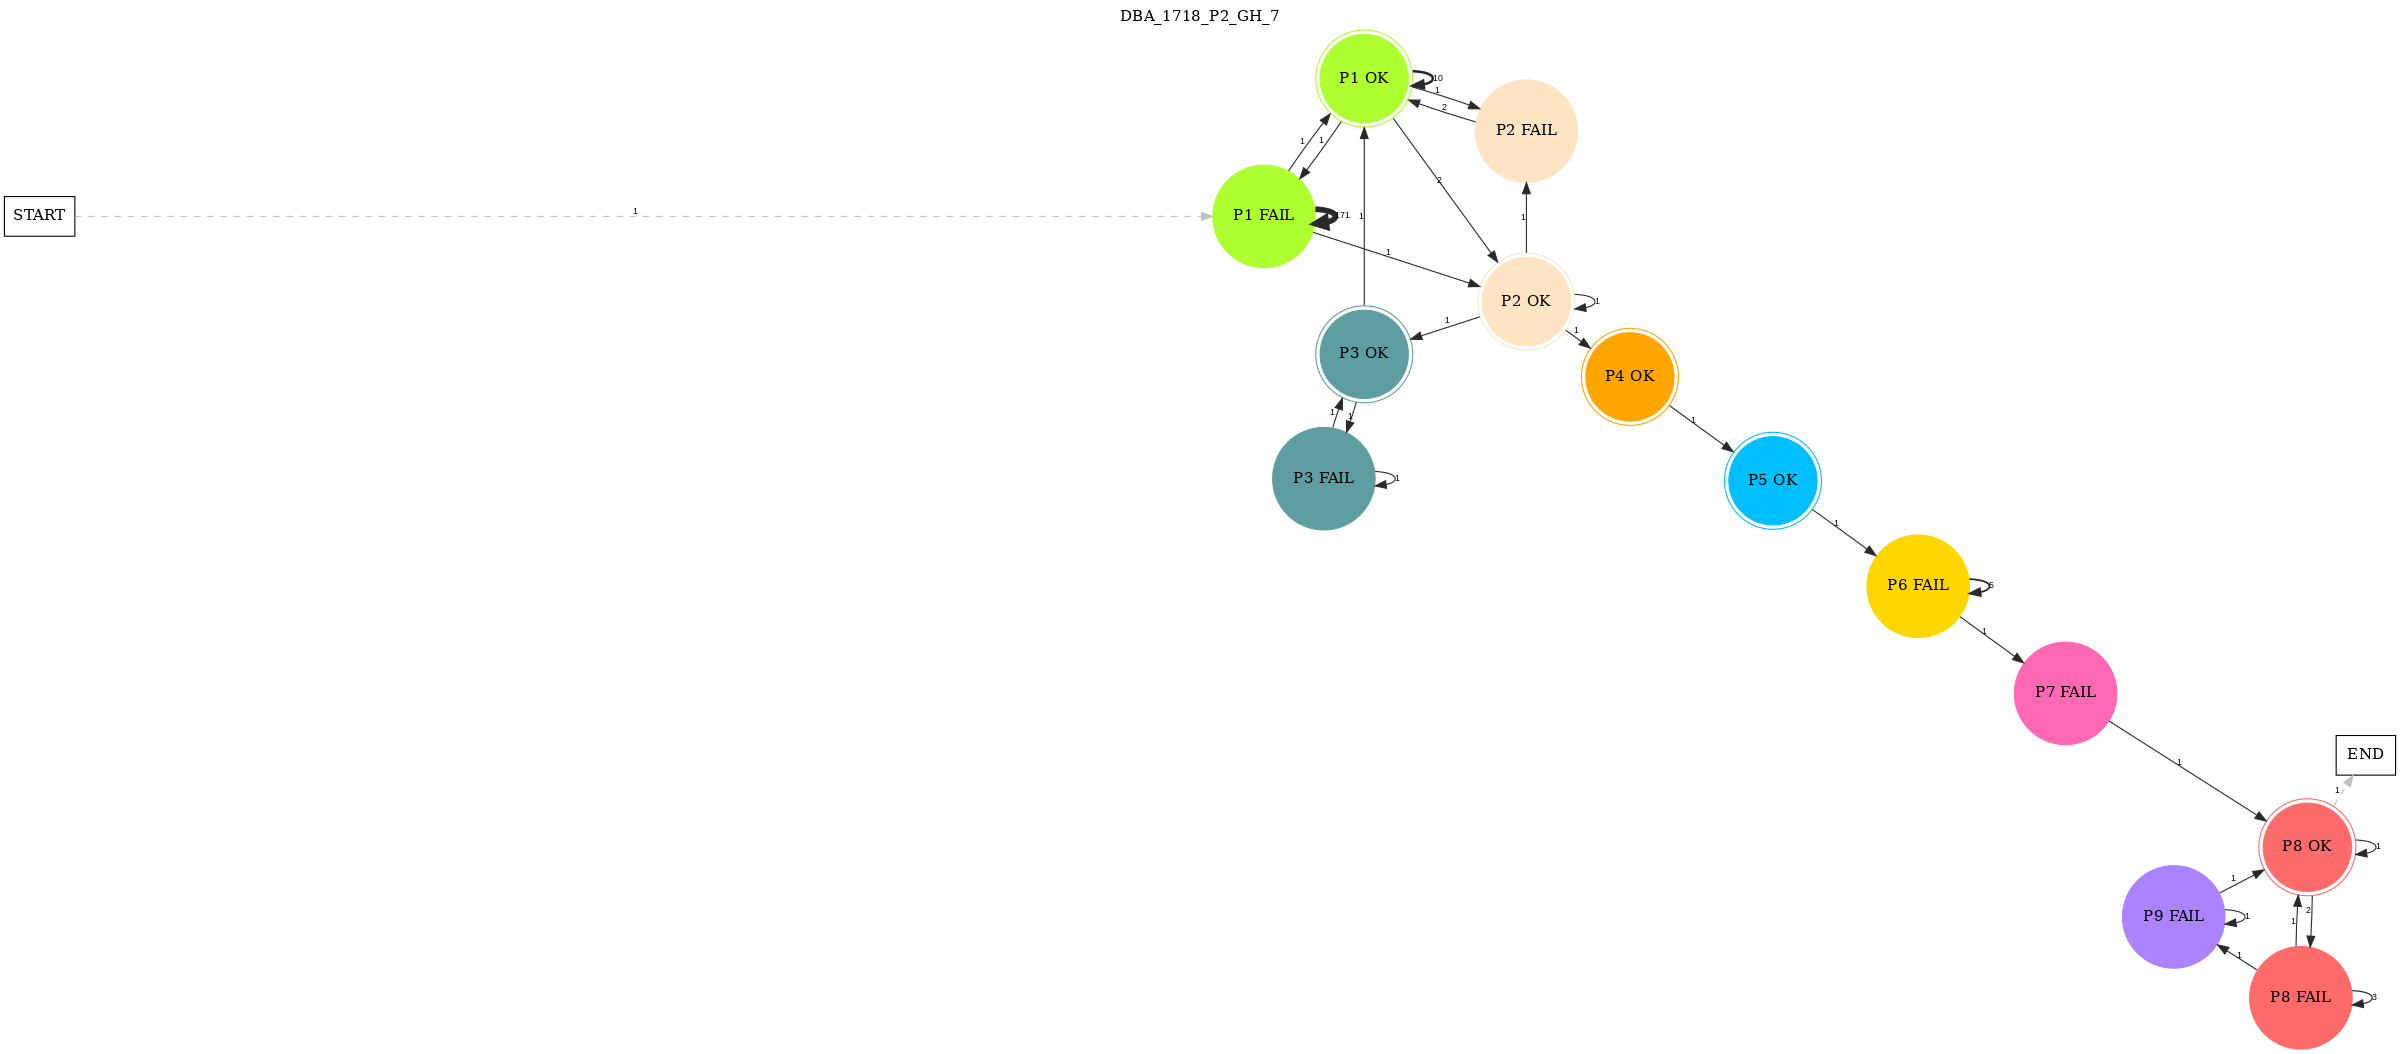 DBA_1718_P2_GH_7
P1 OK
10
1
2
P2 FAIL
1
1
START
1
P1 FAIL
171
1
2
1
1
P2 OK
1
1
1
P3 OK
P4 OK
1
1
1
P3 FAIL
1
P5 OK
1
P6 FAIL
5
1
P7 FAIL
1
END
1
P8 OK
1
1
2
1
P9 FAIL
1
1
P8 FAIL
3